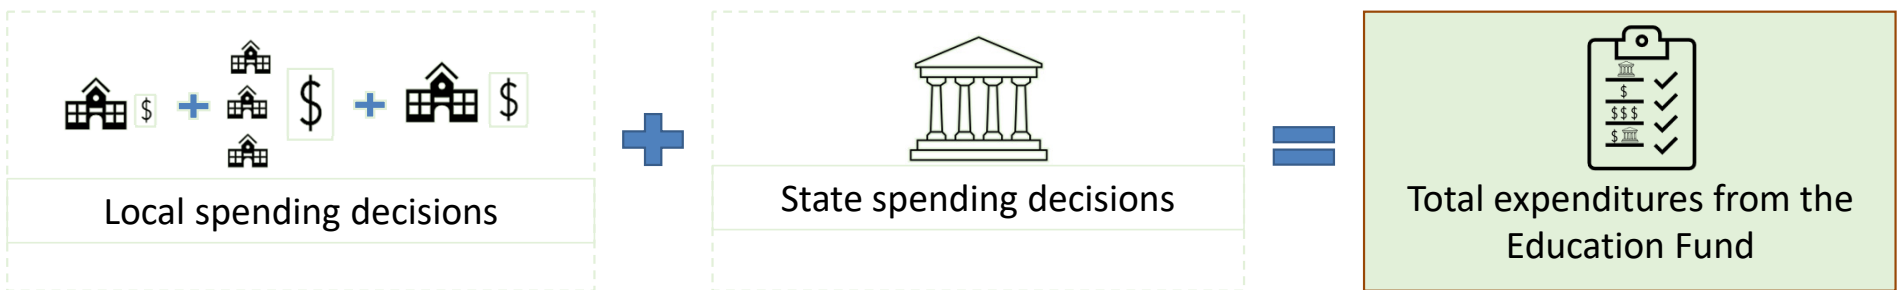 $
$
$
Local spending decisions
State spending decisions
$
$$$
$
Total expenditures from the
Education Fund